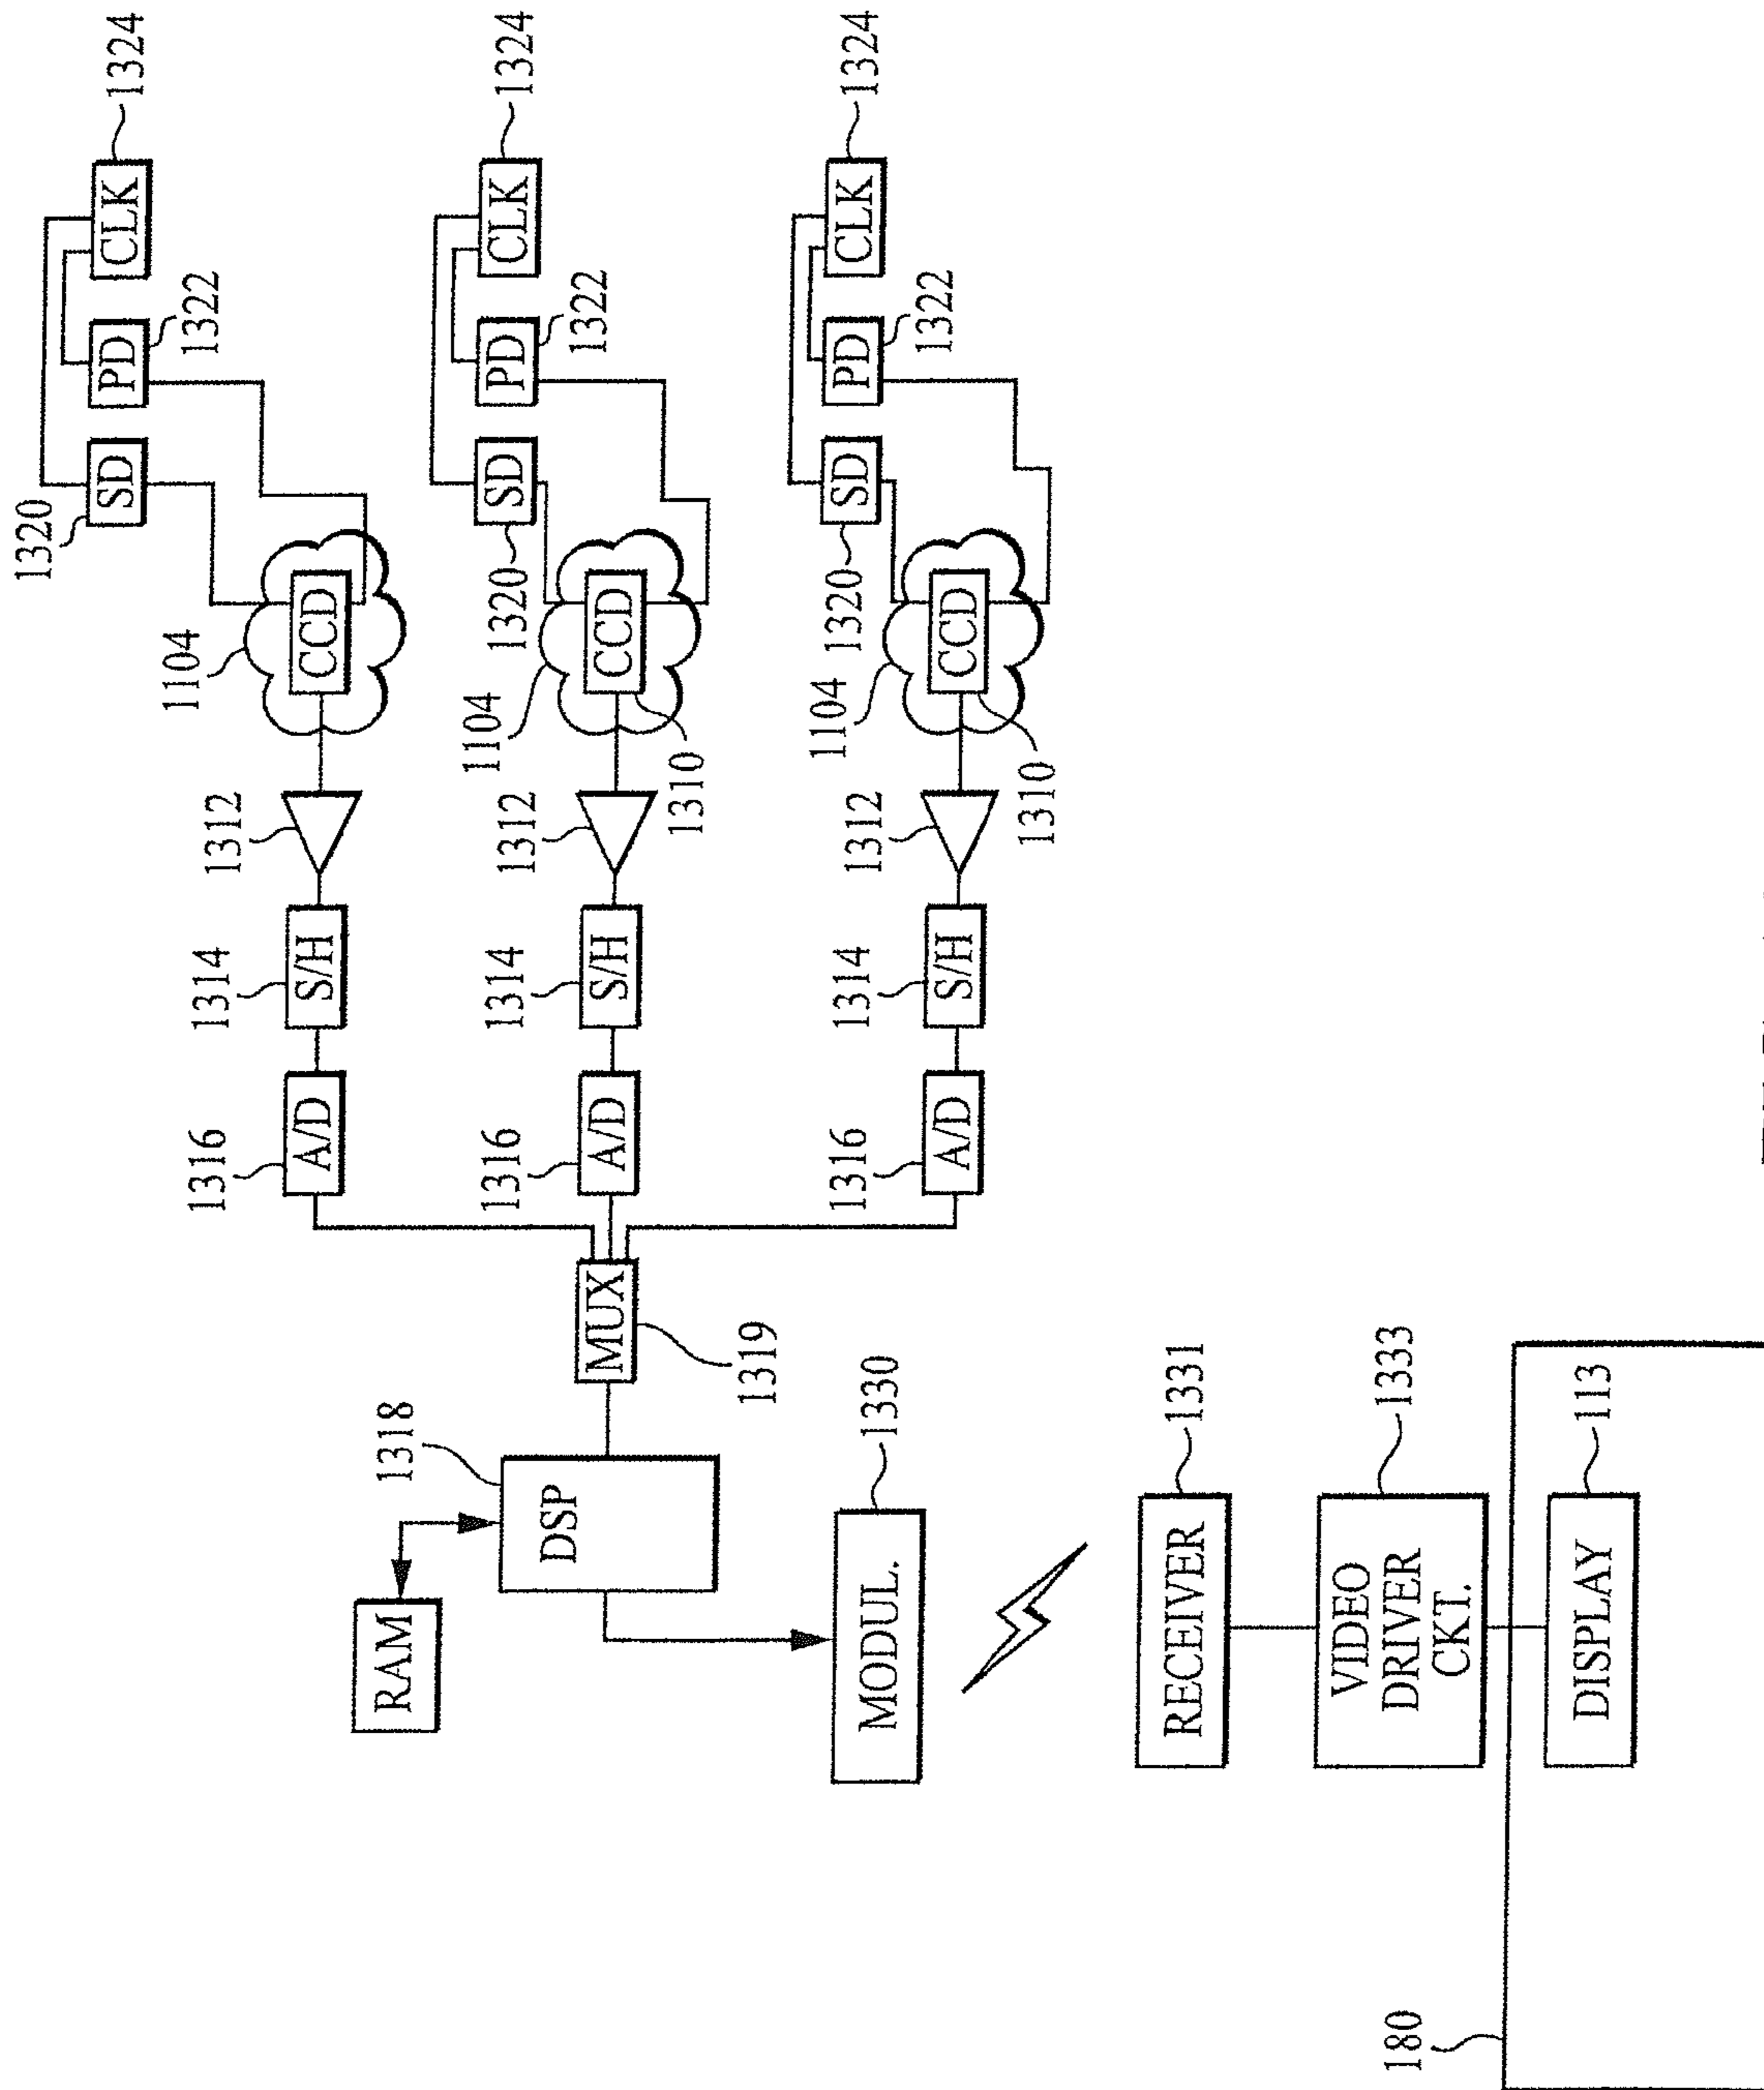 1320
SD
PD
1322
CLK
1324
1104
CCD
1312
1314
S/H
1316
A/D
1320
SD
PD
1322
CLK
1324
1104
CCD
1310
1312
1314
S/H
1316
A/D
1320
SD
PD
1322
CLK
1324
1104
CCD
1310
1312
1314
S/H
1316
A/D
MUX
1319
1318
DSP
RAM
MODUL.
1330
RECEIVER
1331
VIDEO
DRIVER
CKT.
1333
DISPLAY
113
180